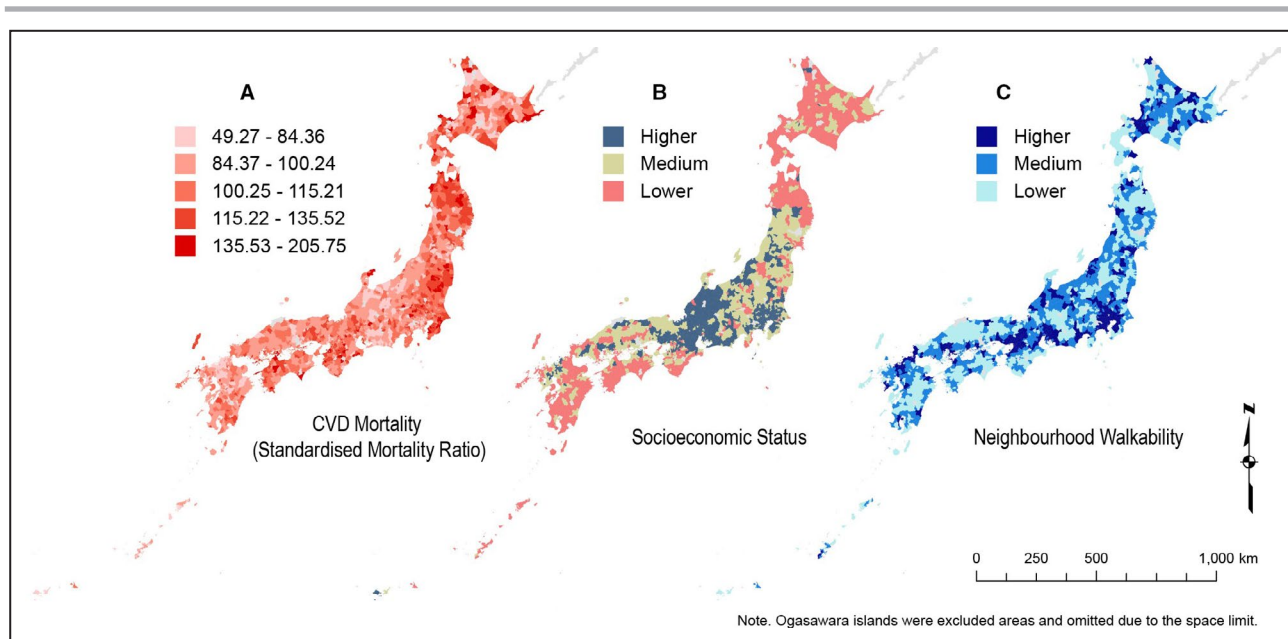 A
49.27 - 84.36
84.37 - 100.24
100.25 - 115.21
115.22 - 135.52
135.53 - 205.75
CVD Mortality
(Standardised Mortality Ratio)
B
Higher
Medium
Lower
Socioeconomic Status
C
Higher
Medium
Lower
Neighbourhood Walkability
N
0 250 500 1,000 km
Note. Ogasawara islands were excluded areas and omitted due to the space limit.